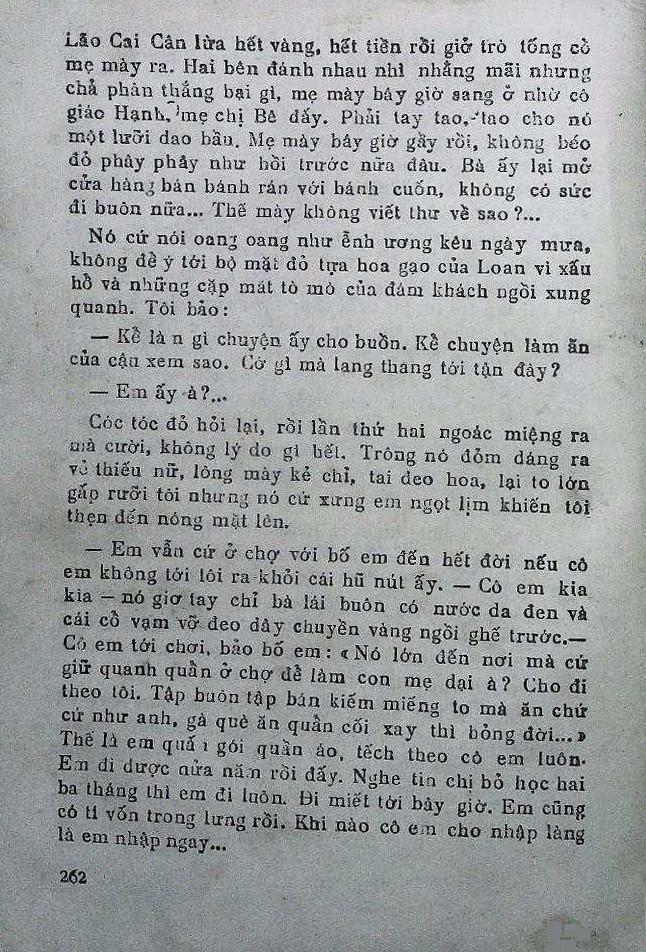 Lão Cai Cân lừa hết vàng, hết tiền rồi giở trò tống cổ
mẹ mày ra. Hai bên đánh nhau nhì nhằng mãi nhưng
chả phân thắng bại gì, mẹ mày bây giờ sang ở nhờ cô
giáo Hạnh, mẹ chị Bê đấy. Phải tay tao, tao cho nó
một lưỡi dao bầu. Mẹ mày bây giờ gầy rồi, không béo
đỏ phây phây như hồi trước nữa đâu. Bà ấy lại mở
cửa hàng bán bánh rán với bánh cuốn, không có sức
đi buôn nữa... Thế mày không viết thư về sao?...
Nó cứ nói oang oang như ễnh ương kêu ngày mưa,
không để ý tới bộ mặt đỏ tựa hoa gạo của Loan vì xấu
hổ và những cặp mát tò mò của đám khách ngồi xung
quanh. Tôi bảo:
— Kể là n gì chuyện ấy cho buồn. Kể chuyện làm ăn
của cậu xem sao. Cớ gì mà lang thang tới tận đây?
— Em ấy à?...
Cóc tóc đỏ hỏi lại, rồi lần thứ hai ngoác miệng ra
mà cười, không lý do gì hết. Trông nó đỏm dáng ra
vẻ thiếu nữ, lông mày kẻ chỉ, tai đeo hoa, lại to lớn
gấp rưỡi tôi nhưng nó cứ xưng em ngọt lịm khiến tôi
thẹn đến nóng mặt lên.
— Em vẫn cứ ở chợ với bố em đến hết đời nếu cô
em không tới lôi ra khỏi cái hũ nút ấy. — Cô em kia
kìa — nó giơ tay chỉ bà lái buôn có nước da đen và
cái cổ vạm vỡ đeo dây chuyền vàng ngồi ghế trước.—
Cô em tới chơi, bảo bố em: «Nó lớn đến nơi mà cứ
giữ quanh quẩn ở chợ để làm con mẹ dại à? Cho đi
theo tôi. Tập buôn tập bán kiếm miếng to mà ăn chứ
cứ như anh, gà què ăn quẩn cối xay thì bỏng đời...»
Thế là em quấ ı gói quần áo, tếch theo cô em luôn.
Em đi được nửa năm rồi đấy. Nghe tin chị bỏ học hai
ba tháng thì em đi luôn. Đi miết tới bây giờ. Em cũng
có tí vốn trong lưng rồi. Khi nào cô em cho nhập làng
là em nhập ngay...
262